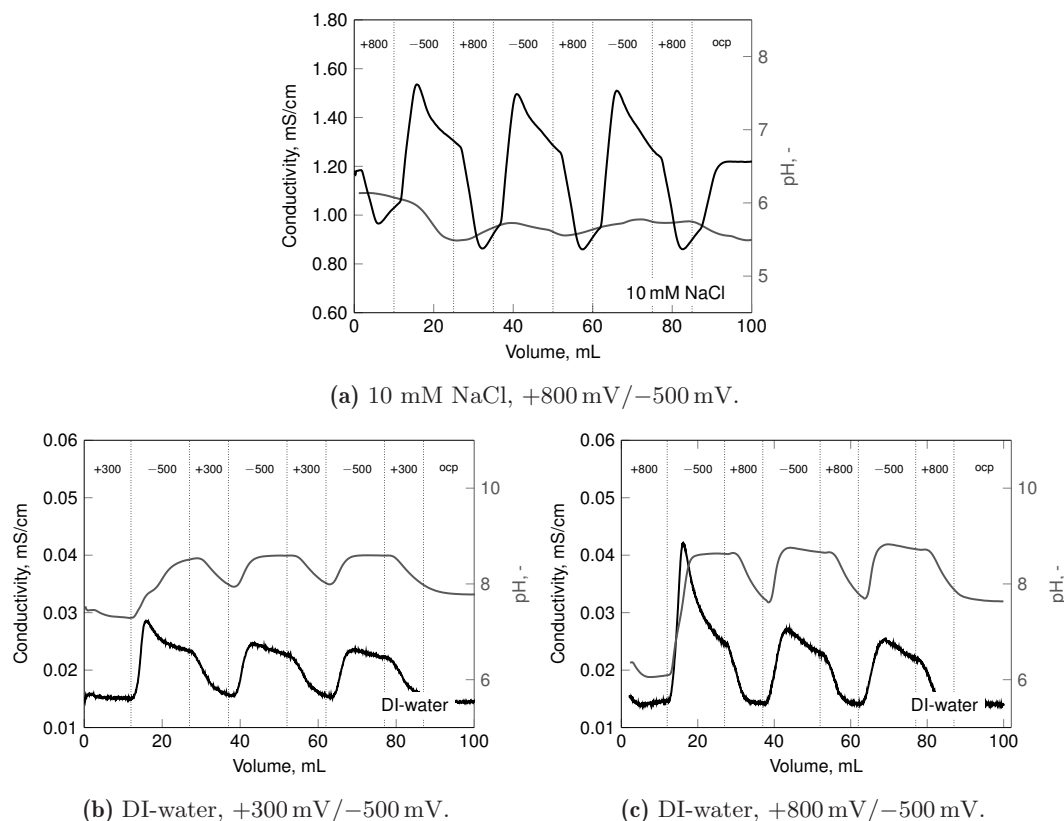 1.80
1.60
1.40
1.20
1.00
0.80
0.60
Conductivity, mS/cm
+800 −500 +800 −500 +800 −500 +800 ocp
8
7
6
5
pH, -
10 mM NaCl
0 20 40 60 80 100
Volume, mL
(a) 10 mM NaCl, +800 mV/−500 mV.
0.06
0.05
0.04
0.03
0.02
0.01
Conductivity, mS/cm
+300 −500 +300 −500 +300 −500 +300 ocp
10
8
6
pH, -
DI-water
0 20 40 60 80 100
Volume, mL
(b) DI-water, +300 mV/−500 mV.
0.06
0.05
0.04
0.03
0.02
0.01
Conductivity, mS/cm
+800 −500 +800 −500 +800 −500 +800 ocp
10
8
6
pH, -
DI-water
0 20 40 60 80 100
Volume, mL
(c) DI-water, +800 mV/−500 mV.